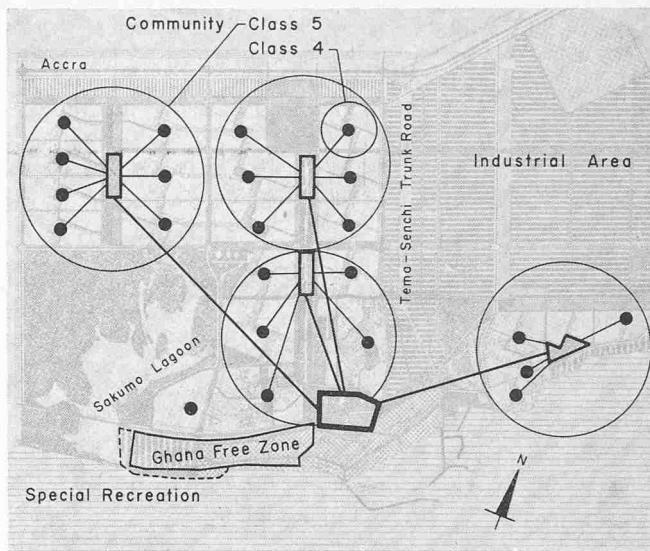 Community Class 5
Class 4
Accra
Tema-Senchi Trunk Road
Industrial Area
Sakumo Lagoon
Ghana Free Zone
Special Recreation
N